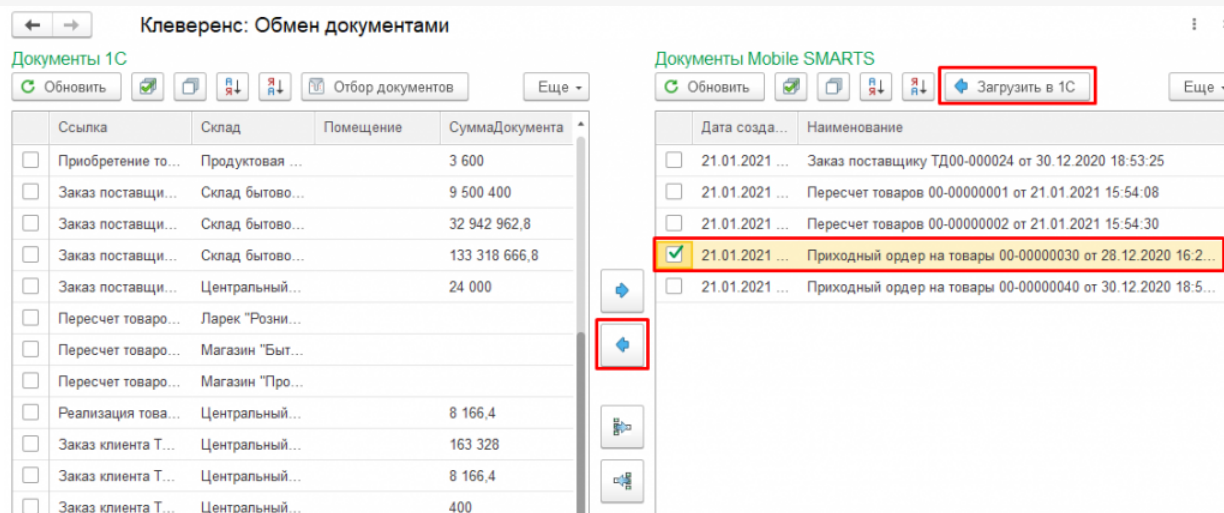 Клеверенс: Обмен документами
Документы 1С
Обновить Отбор документов Еще
Ссылка Склад Помещение СуммаДокумента
Приобретение то... Продуктовая ... 3 600
Заказ поставщи... Склад бытово... 9 500 400
Заказ поставщи... Склад бытово... 32 942 962,8
Заказ поставщи... Склад бытово... 133 318 666,8
Заказ поставщи... Центральный... 24 000
Пересчет товаро... Ларек "Розни...
Пересчет товаро... Магазин "Быт...
Пересчет товаро... Магазин "Про...
Реализация това... Центральный... 8 166,4
Заказ клиента Т... Центральный... 163 328
Заказ клиента Т... Центральный... 8 166,4
Заказ клиента Т... Центральный... 400
Документы Mobile SMARTS
Обновить Загрузить в 1С Еще
Дата созда... Наименование
21.01.2021 ... Заказ поставщику ТД00-000024 от 30.12.2020 18:53:25
21.01.2021 ... Пересчет товаров 00-00000001 от 21.01.2021 15:54:08
21.01.2021 ... Пересчет товаров 00-00000002 от 21.01.2021 15:54:30
21.01.2021 ... Приходный ордер на товары 00-00000030 от 28.12.2020 16:2...
21.01.2021 ... Приходный ордер на товары 00-00000040 от 30.12.2020 18:5...